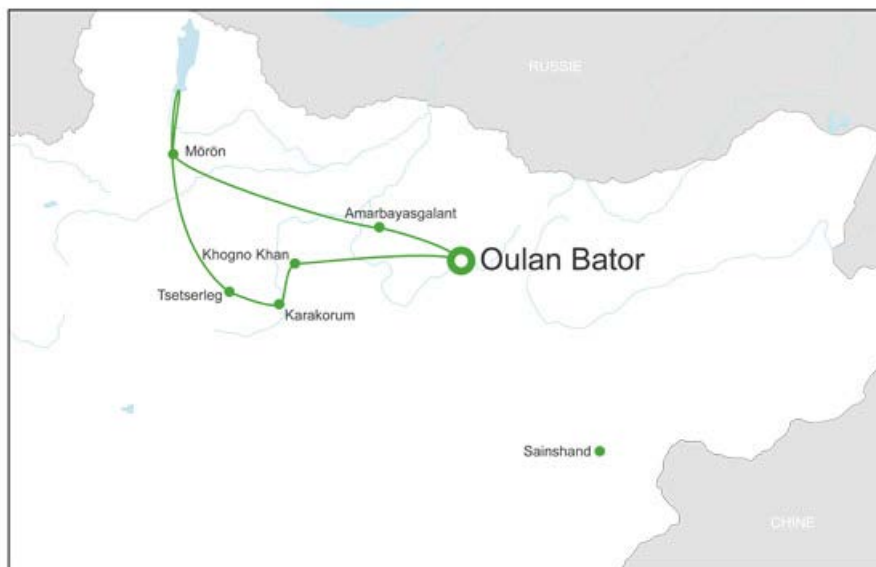 RUSSIE
Mörön
Amarbayasgalant
Khogno Khan
Oulan Bator
Tsetserleg
Karakorum
Sainshand
CHINE